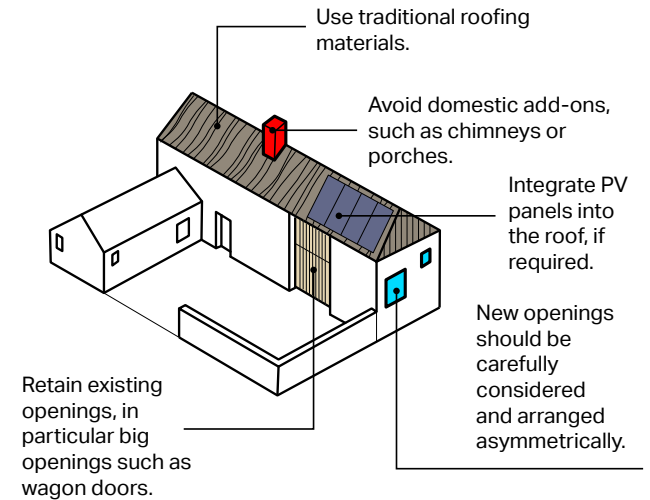 Use traditional roofing
materials.
Avoid domestic add-ons,
such as chimneys or
porches.
Integrate PV
panels into
the roof, if
required.
New openings
should be
carefully
considered
and arranged
asymmetrically.
Retain existing
openings, in
particular big
openings such as
wagon doors.